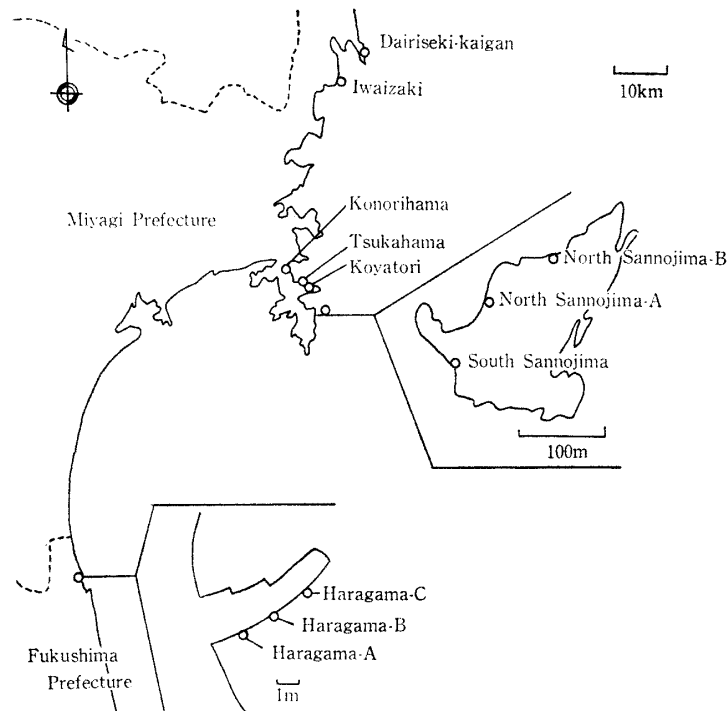 Dairiseki-kaigan
Iwaizaki
10km
Miyagi Prefecture
Konorihama
Tsukahama
Koyatori
North Sannojima-B
North Sannojima-A
South Sannojima
100m
Haragama-C
Haragama-B
Haragama-A
Fukushima
Prefecture
1m